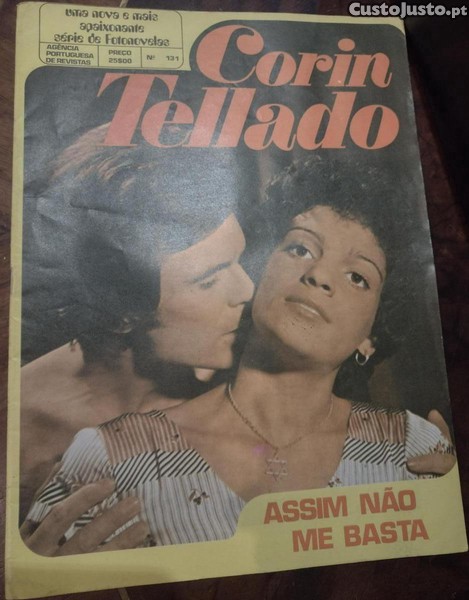 CustoJusto.pt
uma nova e mais
apaixonante
série de Fotonovelas
AGÊNCIA
PORTUGUESA
DE REVISTAS
PREÇO
25$00
Nº 131
Corin
Tellado
ASSIM NÃO
ME BASTA